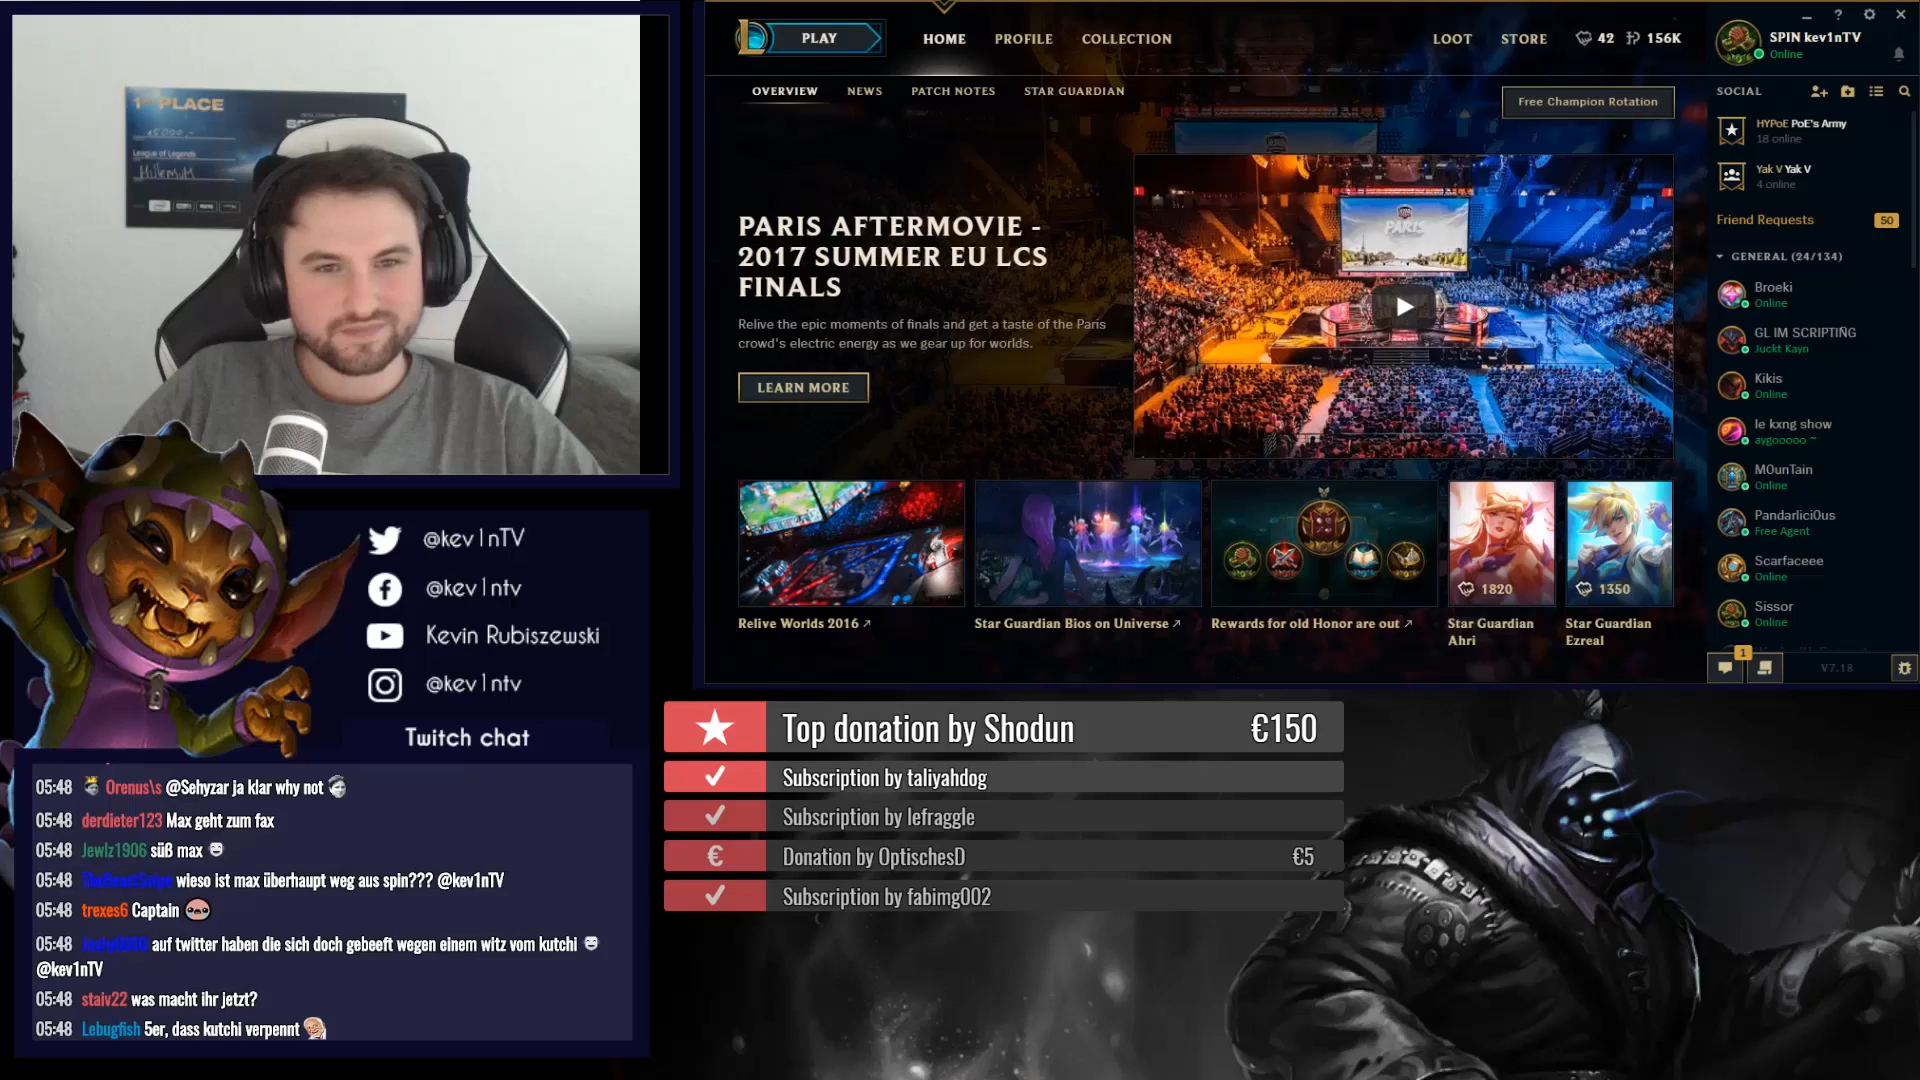 1st PLACE
League of Legends
@kev1nTV
@kev1ntv
Kevin Rubiszewski
@kev1ntv
Twitch chat
05:48 Orenus\s @Sehyzar ja klar why not
05:48 derdieter123 Max geht zum fax
05:48 Jewlz1906 süß max
05:48 TheBeastSnipe wieso ist max überhaupt weg aus spin??? @kev1nTV
05:48 trexes6 Captain
05:48 auf twitter haben die sich doch gebeeft wegen einem witz vom kutchi
@kev1nTV
05:48 staiv22 was macht ihr jetzt?
05:48 Lebugfish 5er, dass kutchi verpennt
PLAY
HOME
PROFILE
COLLECTION
LOOT
STORE
42
156K
OVERVIEW
NEWS
PATCH NOTES
STAR GUARDIAN
Free Champion Rotation
PARIS AFTERMOVIE -
2017 SUMMER EU LCS
FINALS
Relive the epic moments of finals and get a taste of the Paris
crowd's electric energy as we gear up for worlds.
LEARN MORE
PARIS
1820
1350
Relive Worlds 2016
Star Guardian Bios on Universe
Rewards for old Honor are out
Star Guardian
Ahri
Star Guardian
Ezreal
?
SPIN kev1nTV
Online
SOCIAL
HYPoE PoE's Army
18 online
Yak V Yak V
4 online
Friend Requests
50
GENERAL (24/134)
Broeki
Online
GL IM SCRIPTIÑG
Juckt Kayn
Kikis
Online
le kxng show
aygooooo ~
M0unTain
Online
Pandarlici0us
Free Agent
Scarfaceee
Online
Sissor
Online
1
V7.18
Top donation by Shodun
€150
Subscription by taliyahdog
Subscription by lefraggle
€
Donation by OptischesD
€5
Subscription by fabimg002